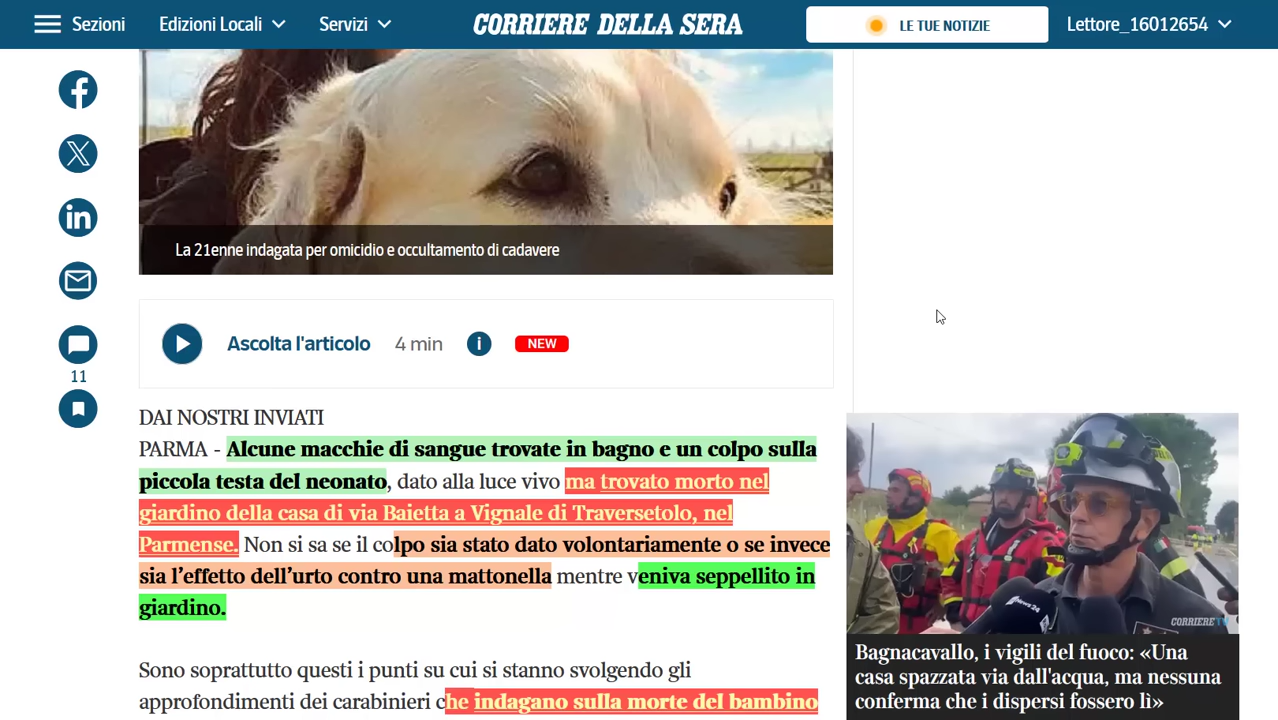 Sezioni
Edizioni Locali
Servizi
CORRIERE DELLA SERA
LE TUE NOTIZIE
Lettore_16012654
La 21enne indagata per omicidio e occultamento di cadavere
Ascolta l'articolo
4 min
i
NEW
11
DAI NOSTRI INVIATI
PARMA - Alcune macchie di sangue trovate in bagno e un colpo sulla
piccola testa del neonato, dato alla luce vivo ma trovato morto nel
giardino della casa di via Baietta a Vignale di Traversetolo, nel
Parmense. Non si sa se il colpo sia stato dato volontariamente o se invece
sia l’effetto dell’urto contro una mattonella mentre veniva seppellito in
giardino.
Sono soprattutto questi i punti su cui si stanno svolgendo gli
approfondimenti dei carabinieri che indagano sulla morte del bambino
news24
CORRIERE TV
Bagnacavallo, i vigili del fuoco: «Una
casa spazzata via dall'acqua, ma nessuna
conferma che i dispersi fossero lì»